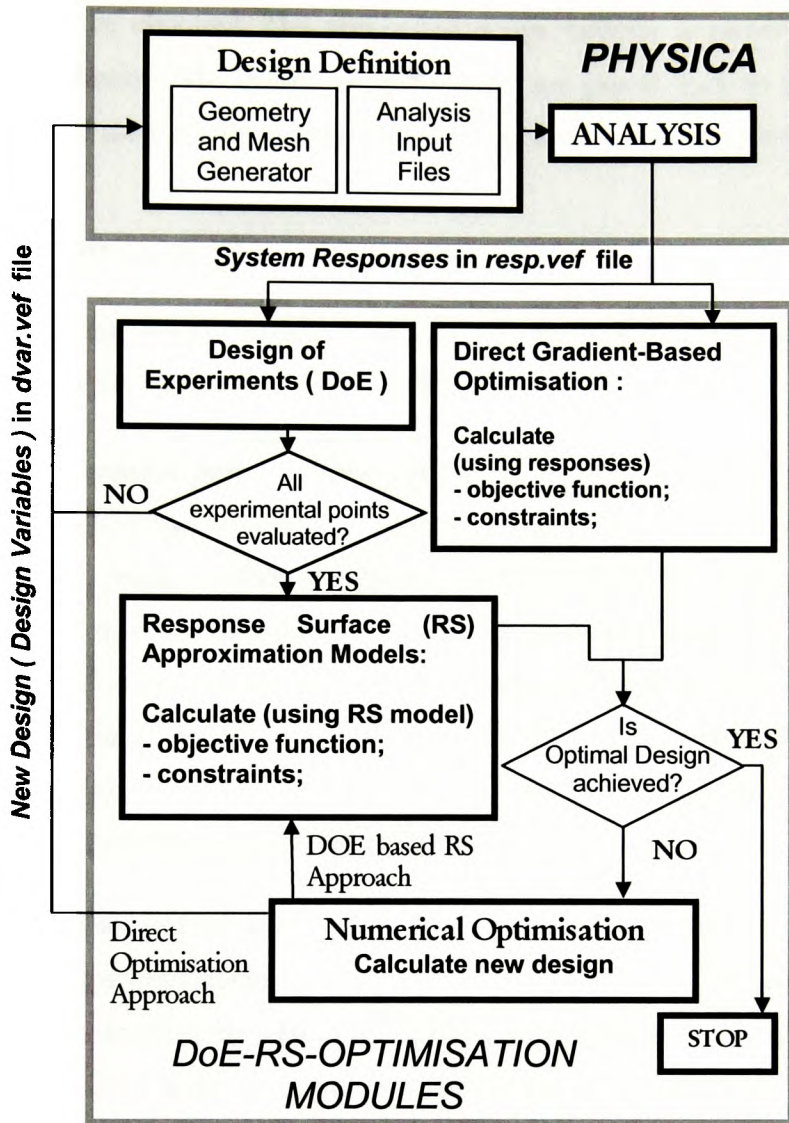 PHYSICA
Design Definition
Geometry
and Mesh
Generator
Analysis
Input
Files
ANALYSIS
System Responses in resp.vef file
New Design ( Design Variables ) in dvar.vef file
Design of
Experiments ( DoE )
Direct Gradient-Based
Optimisation :
Calculate
(using responses)
- objective function;
- constraints;
NO
All
experimental points
evaluated?
YES
Response Surface (RS)
Approximation Models:
Calculate (using RS model)
- objective function;
- constraints;
Is
Optimal Design
achieved?
YES
NO
DOE based RS
Approach
Numerical Optimisation
Calculate new design
Direct
Optimisation
Approach
STOP
DoE-RS-OPTIMISATION
MODULES